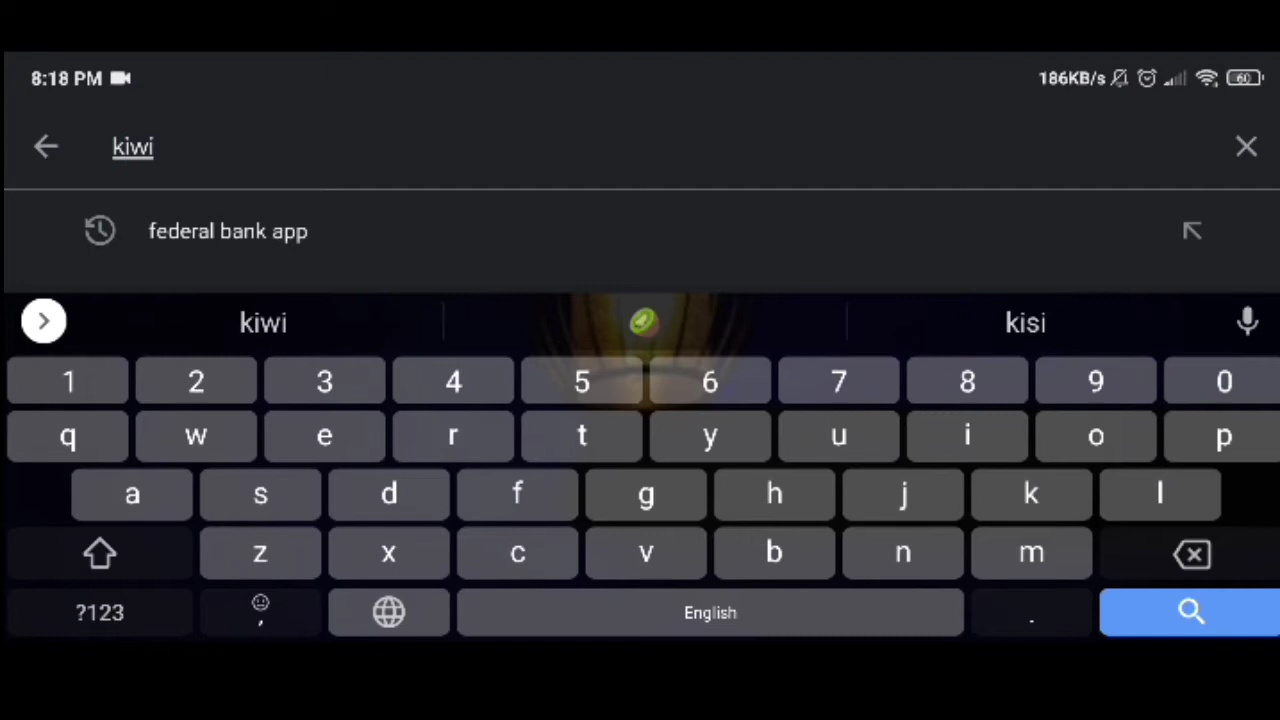 8:18 PM 186KB/s 60
kiwi
federal bank app
kiwi kisi
1 2 3 4 5 6 7 8 9 0
q w e r t y u i o p
a s d f g h j k l
z x c v b n m
?123 , English .